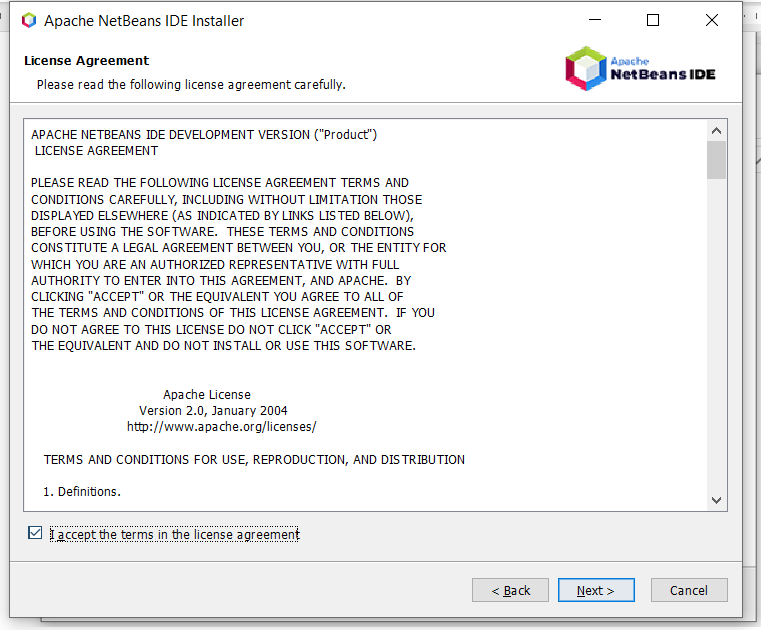 Apache NetBeans IDE Installer
License Agreement
Please read the following license agreement carefully.
Apache
NetBeans IDE
APACHE NETBEANS IDE DEVELOPMENT VERSION ("Product")
LICENSE AGREEMENT
PLEASE READ THE FOLLOWING LICENSE AGREEMENT TERMS AND
CONDITIONS CAREFULLY, INCLUDING WITHOUT LIMITATION THOSE
DISPLAYED ELSEWHERE (AS INDICATED BY LINKS LISTED BELOW),
BEFORE USING THE SOFTWARE.  THESE TERMS AND CONDITIONS
CONSTITUTE A LEGAL AGREEMENT BETWEEN YOU, OR THE ENTITY FOR
WHICH YOU ARE AN AUTHORIZED REPRESENTATIVE WITH FULL
AUTHORITY TO ENTER INTO THIS AGREEMENT, AND APACHE.  BY
CLICKING "ACCEPT" OR THE EQUIVALENT YOU AGREE TO ALL OF
THE TERMS AND CONDITIONS OF THIS LICENSE AGREEMENT.  IF YOU
DO NOT AGREE TO THIS LICENSE DO NOT CLICK "ACCEPT" OR
THE EQUIVALENT AND DO NOT INSTALL OR USE THIS SOFTWARE.
Apache License
Version 2.0, January 2004
http://www.apache.org/licenses/
TERMS AND CONDITIONS FOR USE, REPRODUCTION, AND DISTRIBUTION
1. Definitions.
I accept the terms in the license agreement
< Back
Next >
Cancel